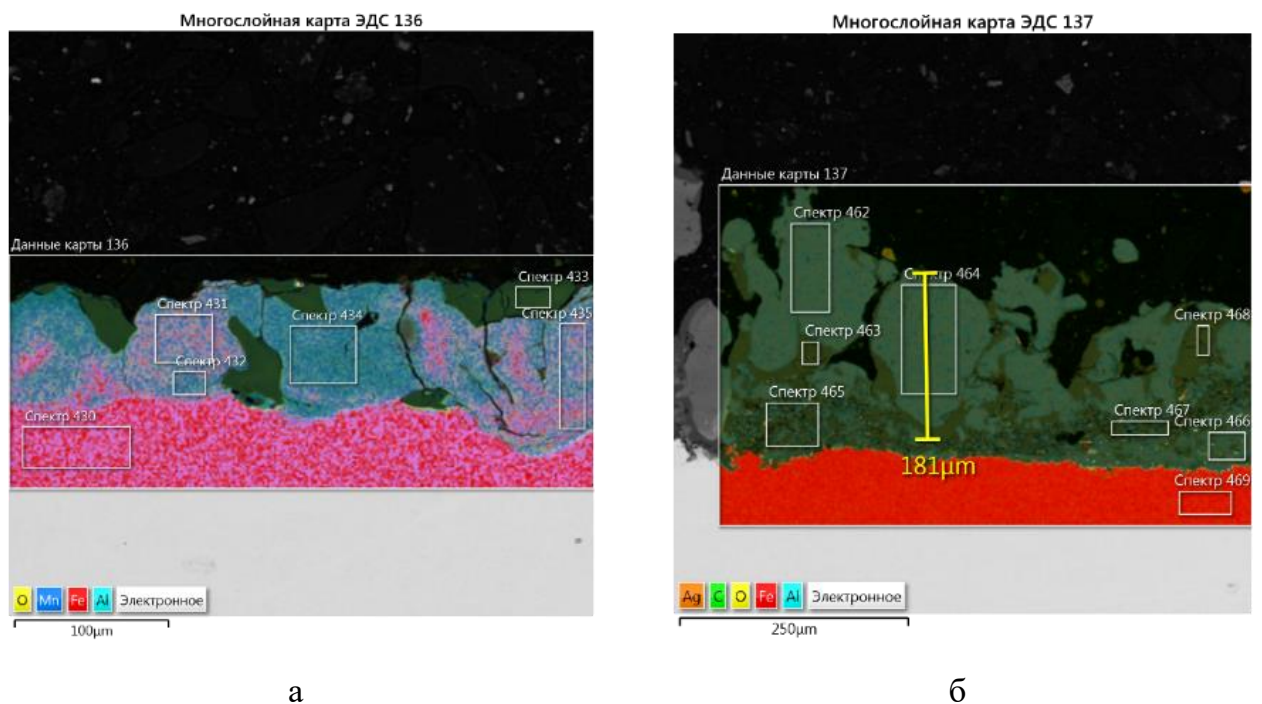 Многослойная карта ЭДС 136
Данные карты 136
Спектр 433
Спектр 431
Спектр 434
Спектр 435
Спектр 432
Спектр 430
O Mn Fe Al Электронное
100µm
а
Многослойная карта ЭДС 137
Данные карты 137
Спектр 462
Спектр 464
Спектр 468
Спектр 463
Спектр 465
Спектр 467
Спектр 466
181µm
Спектр 469
Ag C O Fe Al Электронное
250µm
б